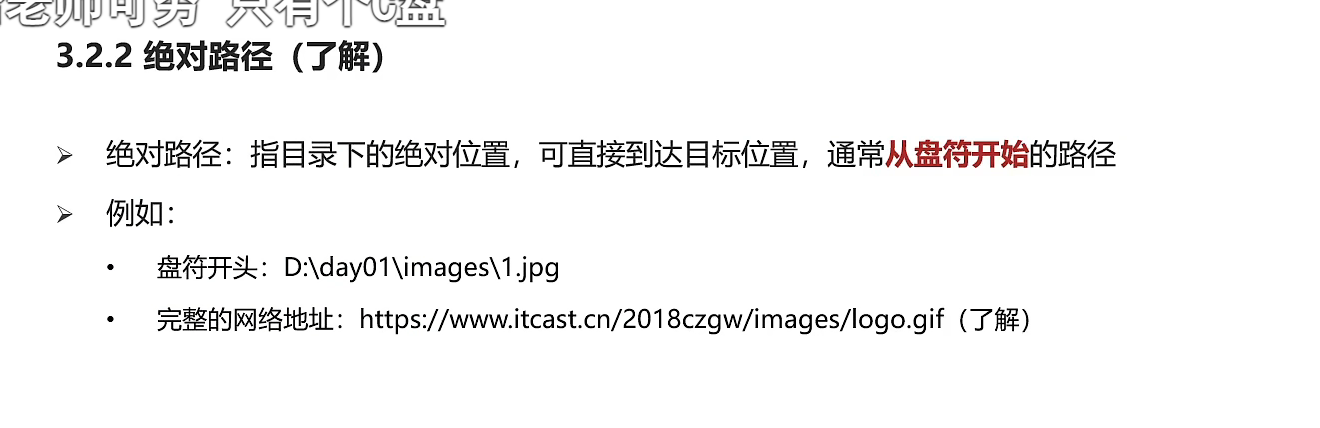 老师可穷 只有个C盘
3.2.2 绝对路径（了解）
➢ 绝对路径：指目录下的绝对位置，可直接到达目标位置，通常从盘符开始的路径
➢ 例如：
• 盘符开头：D:\day01\images\1.jpg
• 完整的网络地址：https://www.itcast.cn/2018czgw/images/logo.gif（了解）